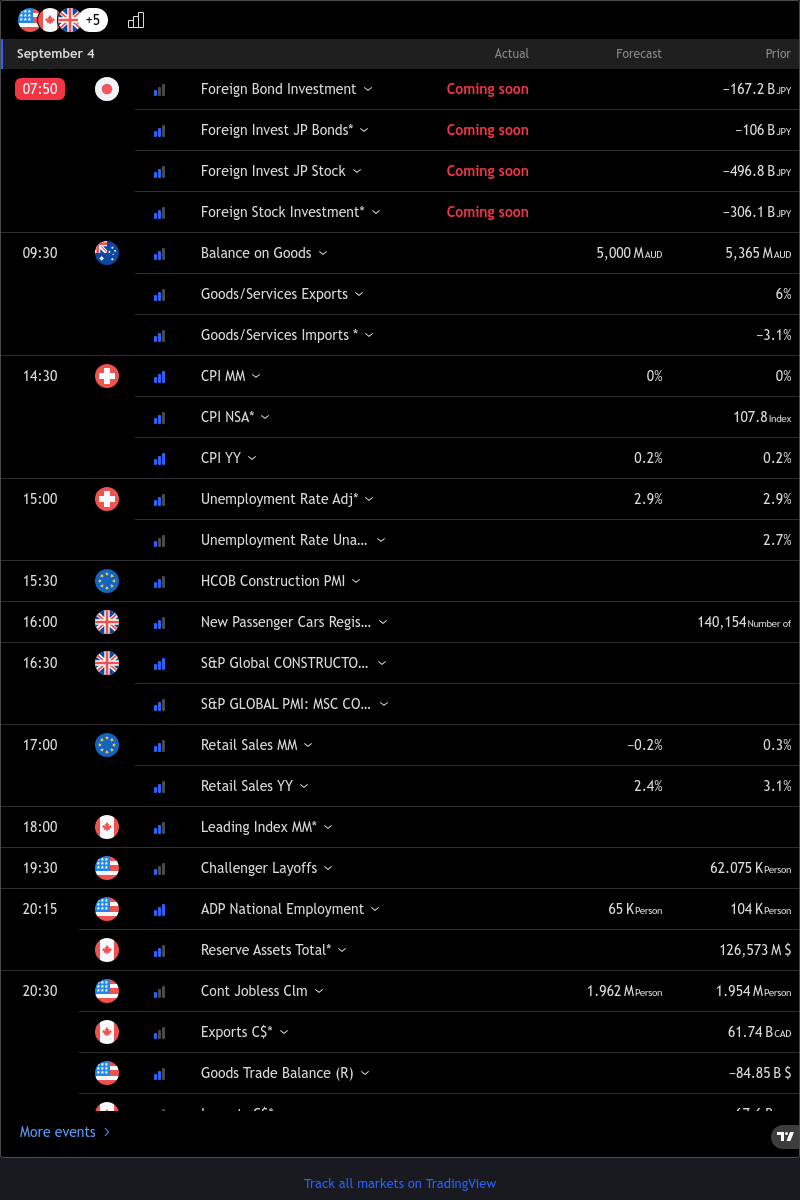 +5
September 4 Actual Forecast Prior
07:50 Foreign Bond Investment Coming soon −167.2 B JPY
Foreign Invest JP Bonds* Coming soon −106 B JPY
Foreign Invest JP Stock Coming soon −496.8 B JPY
Foreign Stock Investment* Coming soon −306.1 B JPY
09:30 Balance on Goods 5,000 M AUD 5,365 M AUD
Goods/Services Exports 6%
Goods/Services Imports * −3.1%
14:30 CPI MM 0% 0%
CPI NSA* 107.8 Index
CPI YY 0.2% 0.2%
15:00 Unemployment Rate Adj* 2.9% 2.9%
Unemployment Rate Una... 2.7%
15:30 HCOB Construction PMI
16:00 New Passenger Cars Regis... 140,154 Number of
16:30 S&P Global CONSTRUCTO...
S&P GLOBAL PMI: MSC CO...
17:00 Retail Sales MM −0.2% 0.3%
Retail Sales YY 2.4% 3.1%
18:00 Leading Index MM*
19:30 Challenger Layoffs 62.075 K Person
20:15 ADP National Employment 65 K Person 104 K Person
Reserve Assets Total* 126,573 M $
20:30 Cont Jobless Clm 1.962 M Person 1.954 M Person
Exports C$* 61.74 B CAD
Goods Trade Balance (R) −84.85 B $
More events
Track all markets on TradingView